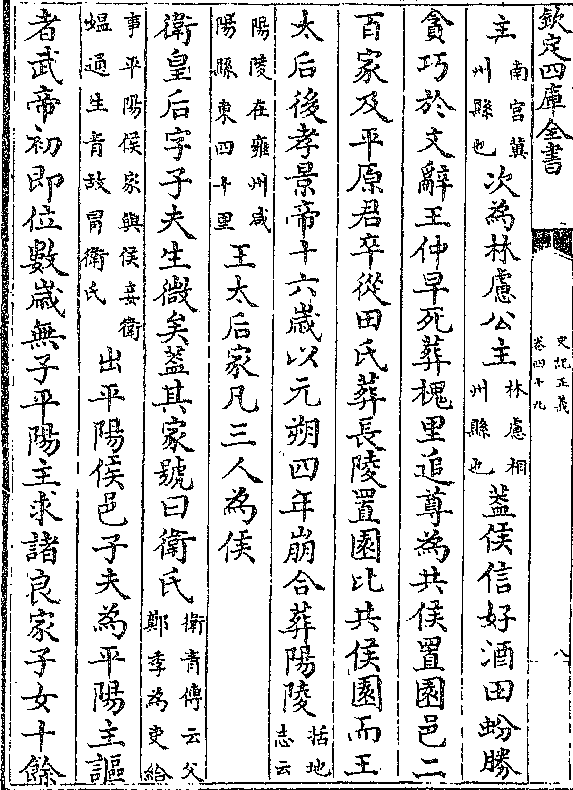 欽定四庫全書
史記正義
卷四十九
八
主
南宮冀
州縣也
次為林慮公主
林慮相
州縣也
葢侯信好酒田蚡勝
貪巧於文辭王仲早死葬槐里追尊為共侯置園邑二
百家及平原君卒從田氏葬長陵置園比共侯園而王
太后後孝景帝十六歲以元朔四年崩合葬陽陵
括地
志云
陽陵在雍州咸
陽縣東四十里
王太后家凡三人為侯
衛皇后字子夫生微矣葢其家號曰衛氏
衛青傳云父
鄭季為吏給
事平陽侯家與侯妾衛
媼通生青故冐衛氏
出平陽侯邑子夫為平陽主謳
者武帝初即位數歲無子平陽主求諸良家子女十餘